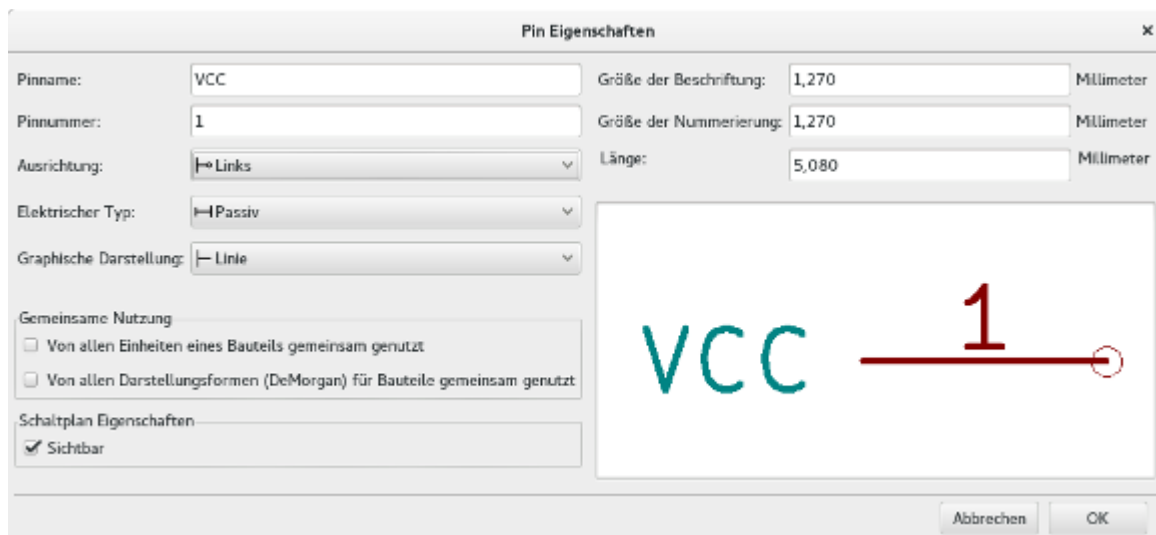 Pin Eigenschaften
Pinname: VCC
Größe der Beschriftung: 1,270 Millimeter
Pinnummer: 1
Größe der Nummerierung: 1,270 Millimeter
Ausrichtung: Links
Länge: 5,080 Millimeter
Elektrischer Typ: Passiv
Graphische Darstellung: Linie
Gemeinsame Nutzung
Von allen Einheiten eines Bauteils gemeinsam genutzt
Von allen Darstellungsformen (DeMorgan) für Bauteile gemeinsam genutzt
Schaltplan Eigenschaften
Sichtbar
VCC 1
Abbrechen OK